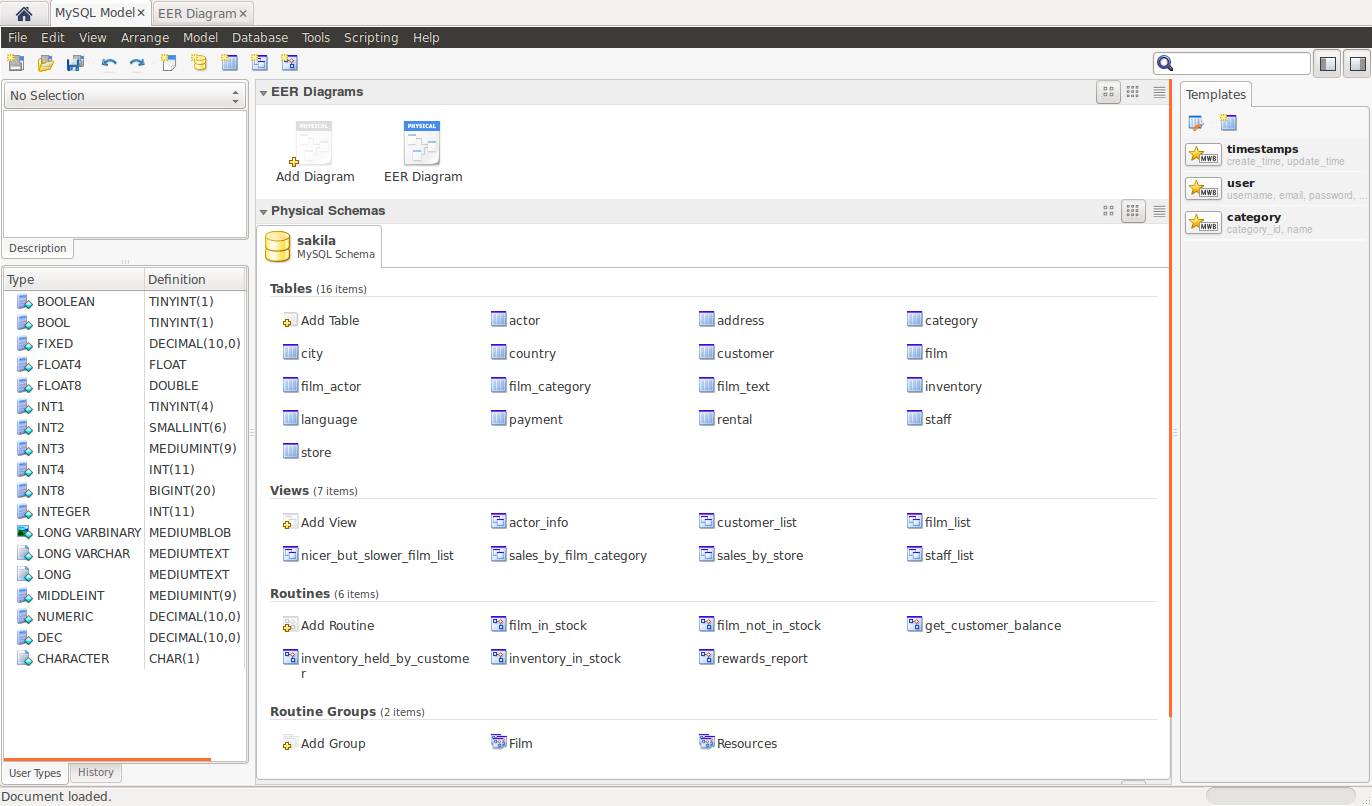 MySQL Model×
EER Diagram×
File Edit View Arrange Model Database Tools Scripting Help
No Selection
Description
Type Definition
BOOLEAN TINYINT(1)
BOOL TINYINT(1)
FIXED DECIMAL(10,0)
FLOAT4 FLOAT
FLOAT8 DOUBLE
INT1 TINYINT(4)
INT2 SMALLINT(6)
INT3 MEDIUMINT(9)
INT4 INT(11)
INT8 BIGINT(20)
INTEGER INT(11)
LONG VARBINARY MEDIUMBLOB
LONG VARCHAR MEDIUMTEXT
LONG MEDIUMTEXT
MIDDLEINT MEDIUMINT(9)
NUMERIC DECIMAL(10,0)
DEC DECIMAL(10,0)
CHARACTER CHAR(1)
User Types History
EER Diagrams
PHYSICAL PHYSICAL
Add Diagram EER Diagram
Physical Schemas
sakila
MySQL Schema
Tables (16 items)
Add Table actor address category
city country customer film
film_actor film_category film_text inventory
language payment rental staff
store
Views (7 items)
Add View actor_info customer_list film_list
nicer_but_slower_film_list sales_by_film_category sales_by_store staff_list
Routines (6 items)
Add Routine film_in_stock film_not_in_stock get_customer_balance
inventory_held_by_custome inventory_in_stock rewards_report
r
Routine Groups (2 items)
Add Group Film Resources
Templates
MWB timestamps
create_time, update_time
MWB user
username, email, password, ...
MWB category
category_id, name
Document loaded.